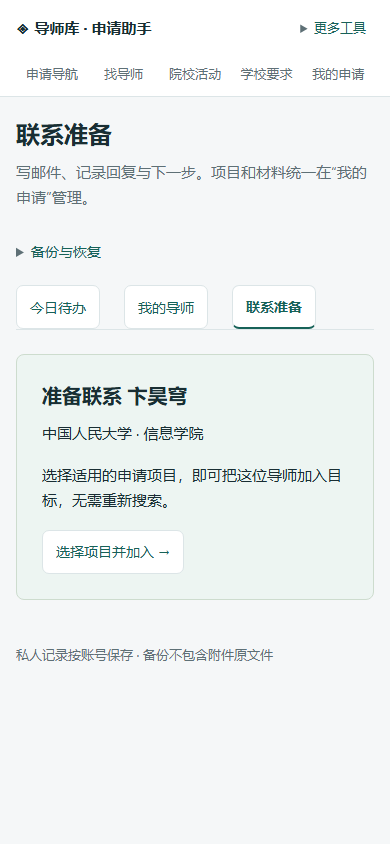 ◈ 导师库 · 申请助手
▶ 更多工具
申请导航 找导师 院校活动 学校要求 我的申请
联系准备
写邮件、记录回复与下一步。项目和材料统一在“我的
申请”管理。
▶ 备份与恢复
今日待办 我的导师 联系准备
准备联系 卞昊穹
中国人民大学 · 信息学院
选择适用的申请项目，即可把这位导师加入目
标，无需重新搜索。
选择项目并加入 →
私人记录按账号保存 · 备份不包含附件原文件